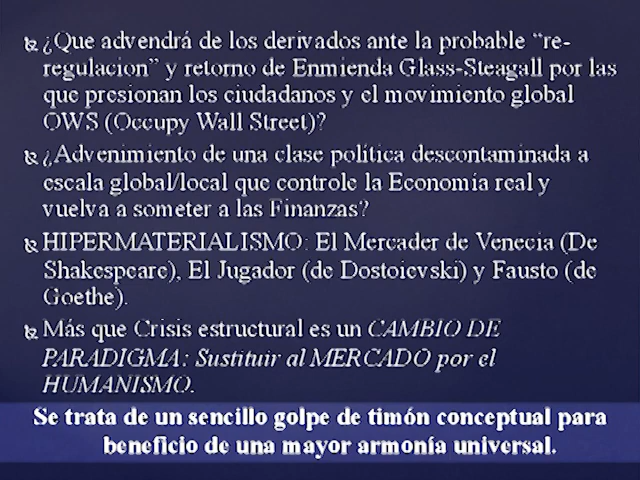 ¿Que advendrá de los derivados ante la probable “re-
regulacion” y retorno de Enmienda Glass-Steagall por las
que presionan los ciudadanos y el movimiento global
OWS (Occupy Wall Street)?
¿Advenimiento de una clase política descontaminada a
escala global/local que controle la Economía real y
vuelva a someter a las Finanzas?
HIPERMATERIALISMO: El Mercader de Venecia (De
Shakespeare), El Jugador (de Dostoievski) y Fausto (de
Goethe).
Más que Crisis estructural es un CAMBIO DE
PARADIGMA: Sustituir al MERCADO por el
HUMANISMO.
Se trata de un sencillo golpe de timón conceptual para
beneficio de una mayor armonía universal.